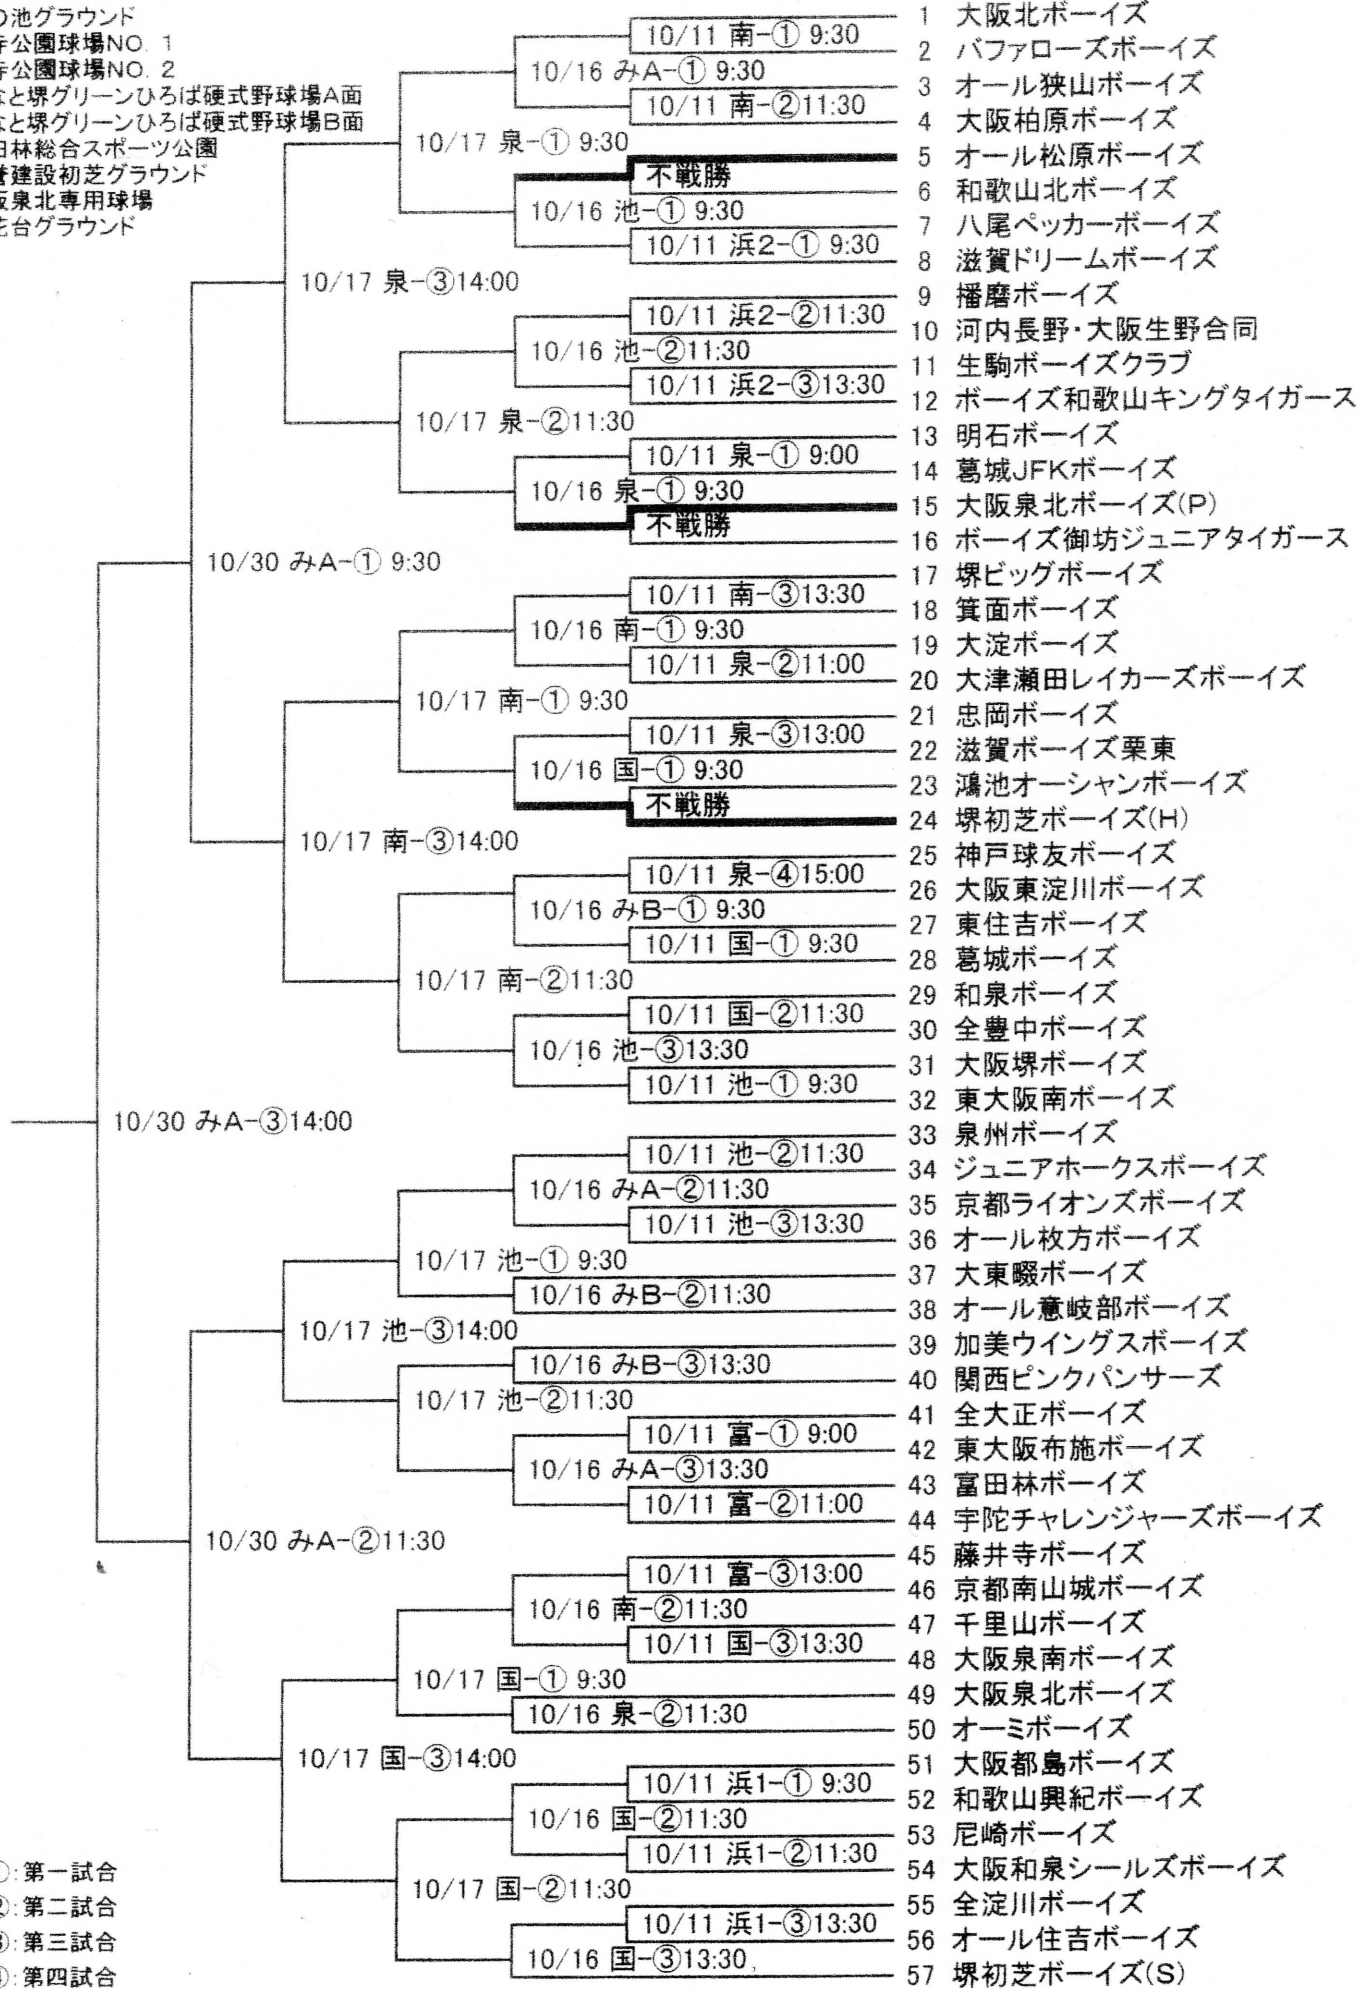 の池グラウンド
寺公園球場NO. 1
寺公園球場NO. 2
なと堺グリーンひろば硬式野球場A面
なと堺グリーンひろば硬式野球場B面
田林総合スポーツ公園
建設初芝グラウンド
阪泉北専用球場
台グラウンド
1 大阪北ボーイズ
10/11 南-① 9:30
2 バファローズボーイズ
10/16 みA-① 9:30
3 オール狭山ボーイズ
10/11 南-②11:30
4 大阪柏原ボーイズ
10/17 泉-① 9:30
5 オール松原ボーイズ
不戦勝
6 和歌山北ボーイズ
10/16 池-① 9:30
7 八尾ペッカーボーイズ
10/11 浜2-① 9:30
8 滋賀ドリームボーイズ
10/17 泉-③14:00
9 播磨ボーイズ
10/11 浜2-②11:30
10 河内長野・大阪生野合同
10/16 池-②11:30
11 生駒ボーイズクラブ
10/11 浜2-③13:30
12 ボーイズ和歌山キングタイガース
10/17 泉-②11:30
13 明石ボーイズ
10/11 泉-① 9:00
14 葛城JFKボーイズ
10/16 泉-① 9:30
15 大阪泉北ボーイズ(P)
不戦勝
16 ボーイズ御坊ジュニアタイガース
10/30 みA-① 9:30
17 堺ビッグボーイズ
10/11 南-③13:30
18 箕面ボーイズ
10/16 南-① 9:30
19 大淀ボーイズ
10/11 泉-②11:00
20 大津瀬田レイカーズボーイズ
10/17 南-① 9:30
21 忠岡ボーイズ
10/11 泉-③13:00
22 滋賀ボーイズ栗東
10/16 国-① 9:30
23 鴻池オーシャンボーイズ
不戦勝
24 堺初芝ボーイズ(H)
10/17 南-③14:00
25 神戸球友ボーイズ
10/11 泉-④15:00
26 大阪東淀川ボーイズ
10/16 みB-① 9:30
27 東住吉ボーイズ
10/11 国-① 9:30
28 葛城ボーイズ
10/17 南-②11:30
29 和泉ボーイズ
10/11 国-②11:30
30 全豊中ボーイズ
10/16 池-③13:30
31 大阪堺ボーイズ
10/11 池-① 9:30
32 東大阪南ボーイズ
10/30 みA-③14:00
33 泉州ボーイズ
10/11 池-②11:30
34 ジュニアホークスボーイズ
10/16 みA-②11:30
35 京都ライオンズボーイズ
10/11 池-③13:30
36 オール枚方ボーイズ
10/17 池-① 9:30
37 大東畷ボーイズ
10/16 みB-②11:30
38 オール意岐部ボーイズ
10/17 池-③14:00
39 加美ウイングスボーイズ
10/16 みB-③13:30
40 関西ピンクパンサーズ
10/17 池-②11:30
41 全大正ボーイズ
10/11 富-① 9:00
42 東大阪布施ボーイズ
10/16 みA-③13:30
43 富田林ボーイズ
10/11 富-②11:00
44 宇陀チャレンジャーズボーイズ
10/30 みA-②11:30
45 藤井寺ボーイズ
10/11 富-③13:00
46 京都南山城ボーイズ
10/16 南-②11:30
47 千里山ボーイズ
10/11 国-③13:30
48 大阪泉南ボーイズ
10/17 国-① 9:30
49 大阪泉北ボーイズ
10/16 泉-②11:30
50 オーミボーイズ
10/17 国-③14:00
51 大阪都島ボーイズ
10/11 浜1-① 9:30
52 和歌山興紀ボーイズ
10/16 国-②11:30
53 尼崎ボーイズ
10/11 浜1-②11:30
54 大阪和泉シールズボーイズ
10/17 国-②11:30
55 全淀川ボーイズ
10/11 浜1-③13:30
56 オール住吉ボーイズ
10/16 国-③13:30
57 堺初芝ボーイズ(S)
①:第一試合
②:第二試合
③:第三試合
④:第四試合